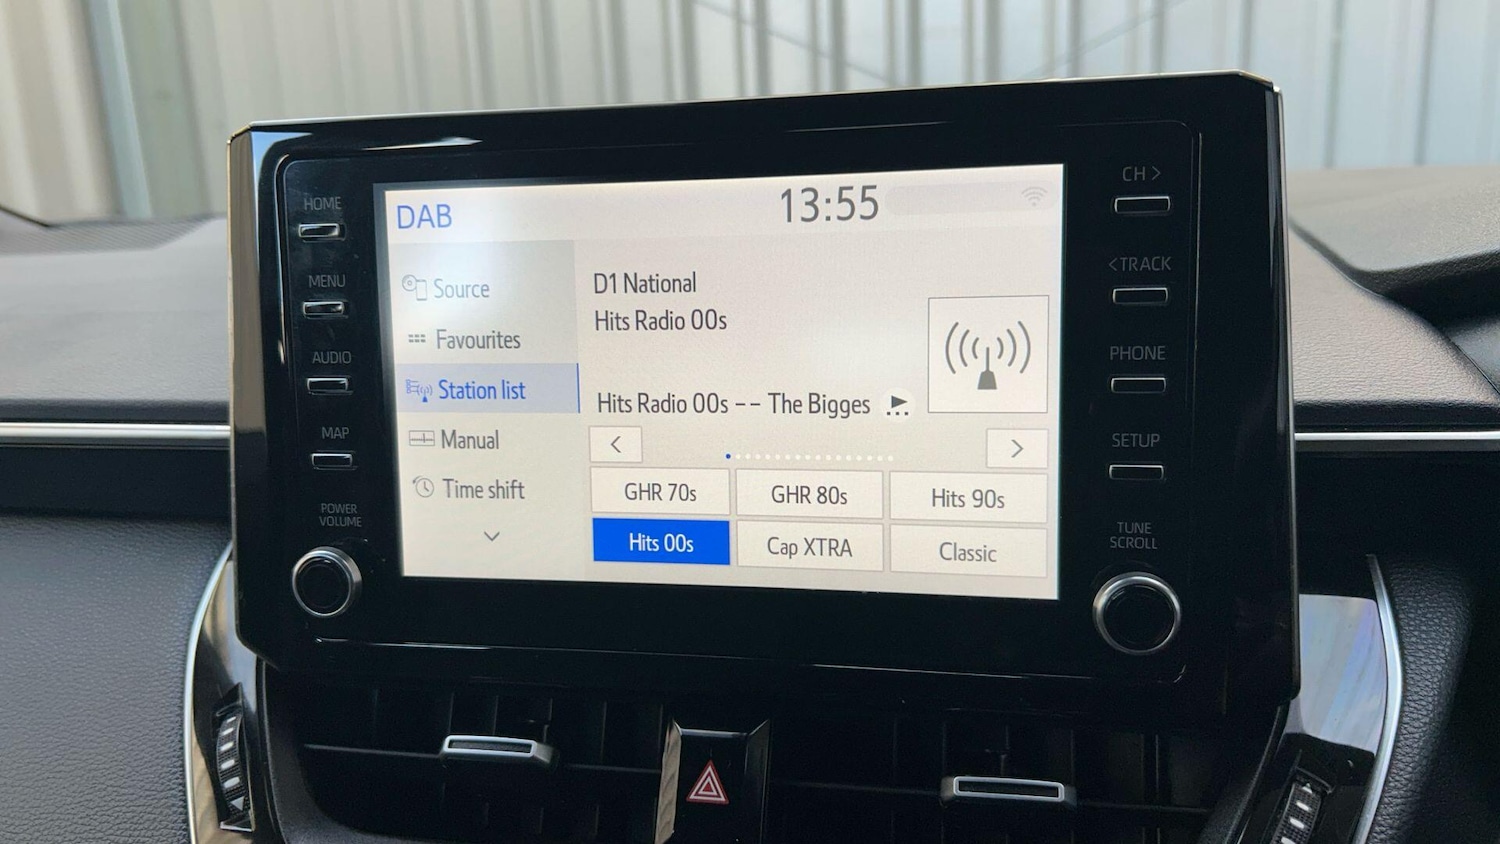 HOME
MENU
AUDIO
MAP
POWER
VOLUME
DAB
13:55
Source
Favourites
Station list
Manual
Time shift
D1 National
Hits Radio 00s
Hits Radio 00s -- The Bigges
GHR 70s
GHR 80s
Hits 90s
Hits 00s
Cap XTRA
Classic
CH >
< TRACK
PHONE
SETUP
TUNE
SCROLL